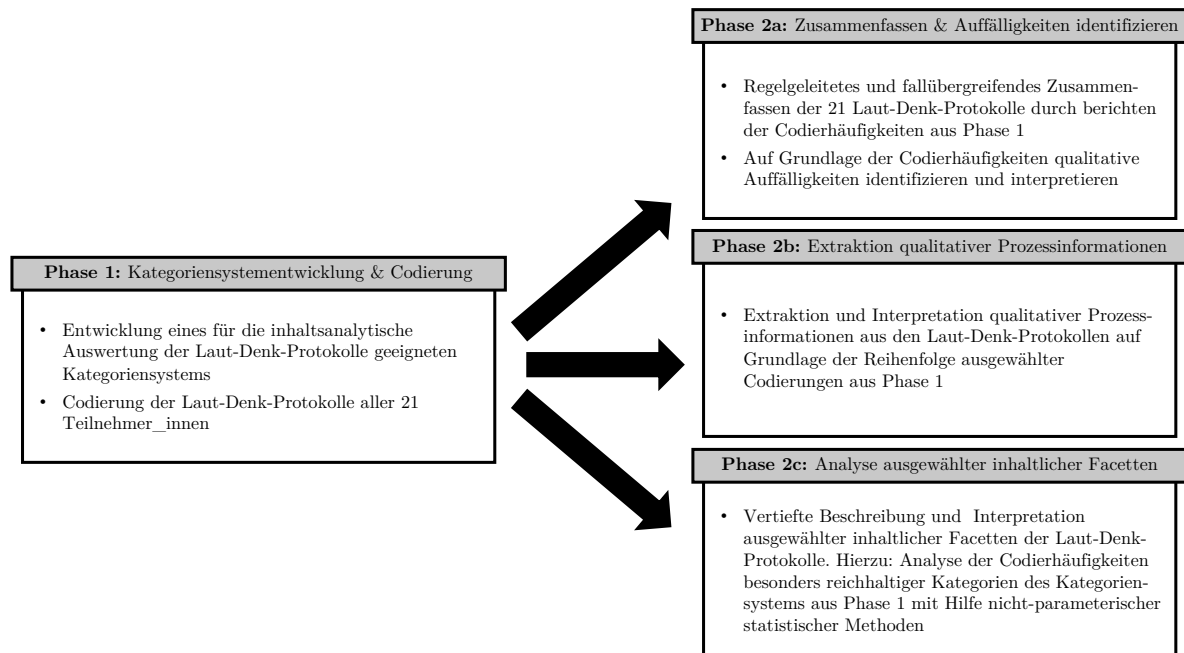 Phase 1: Kategoriensystementwicklung & Codierung
• Entwicklung eines für die inhaltsanalytische
Auswertung der Laut-Denk-Protokolle geeigneten
Kategoriensystems
• Codierung der Laut-Denk-Protokolle aller 21
Teilnehmer_innen
Phase 2a: Zusammenfassen & Auffälligkeiten identifizieren
• Regelgeleitetes und fallübergreifendes Zusammen-
fassen der 21 Laut-Denk-Protokolle durch berichten
der Codierhäufigkeiten aus Phase 1
• Auf Grundlage der Codierhäufigkeiten qualitative
Auffälligkeiten identifizieren und interpretieren
Phase 2b: Extraktion qualitativer Prozessinformationen
• Extraktion und Interpretation qualitativer Prozess-
informationen aus den Laut-Denk-Protokollen auf
Grundlage der Reihenfolge ausgewählter
Codierungen aus Phase 1
Phase 2c: Analyse ausgewählter inhaltlicher Facetten
• Vertiefte Beschreibung und Interpretation
ausgewählter inhaltlicher Facetten der Laut-Denk-
Protokolle. Hierzu: Analyse der Codierhäufigkeiten
besonders reichhaltiger Kategorien des Kategorien-
systems aus Phase 1 mit Hilfe nicht-parameterischer
statistischer Methoden